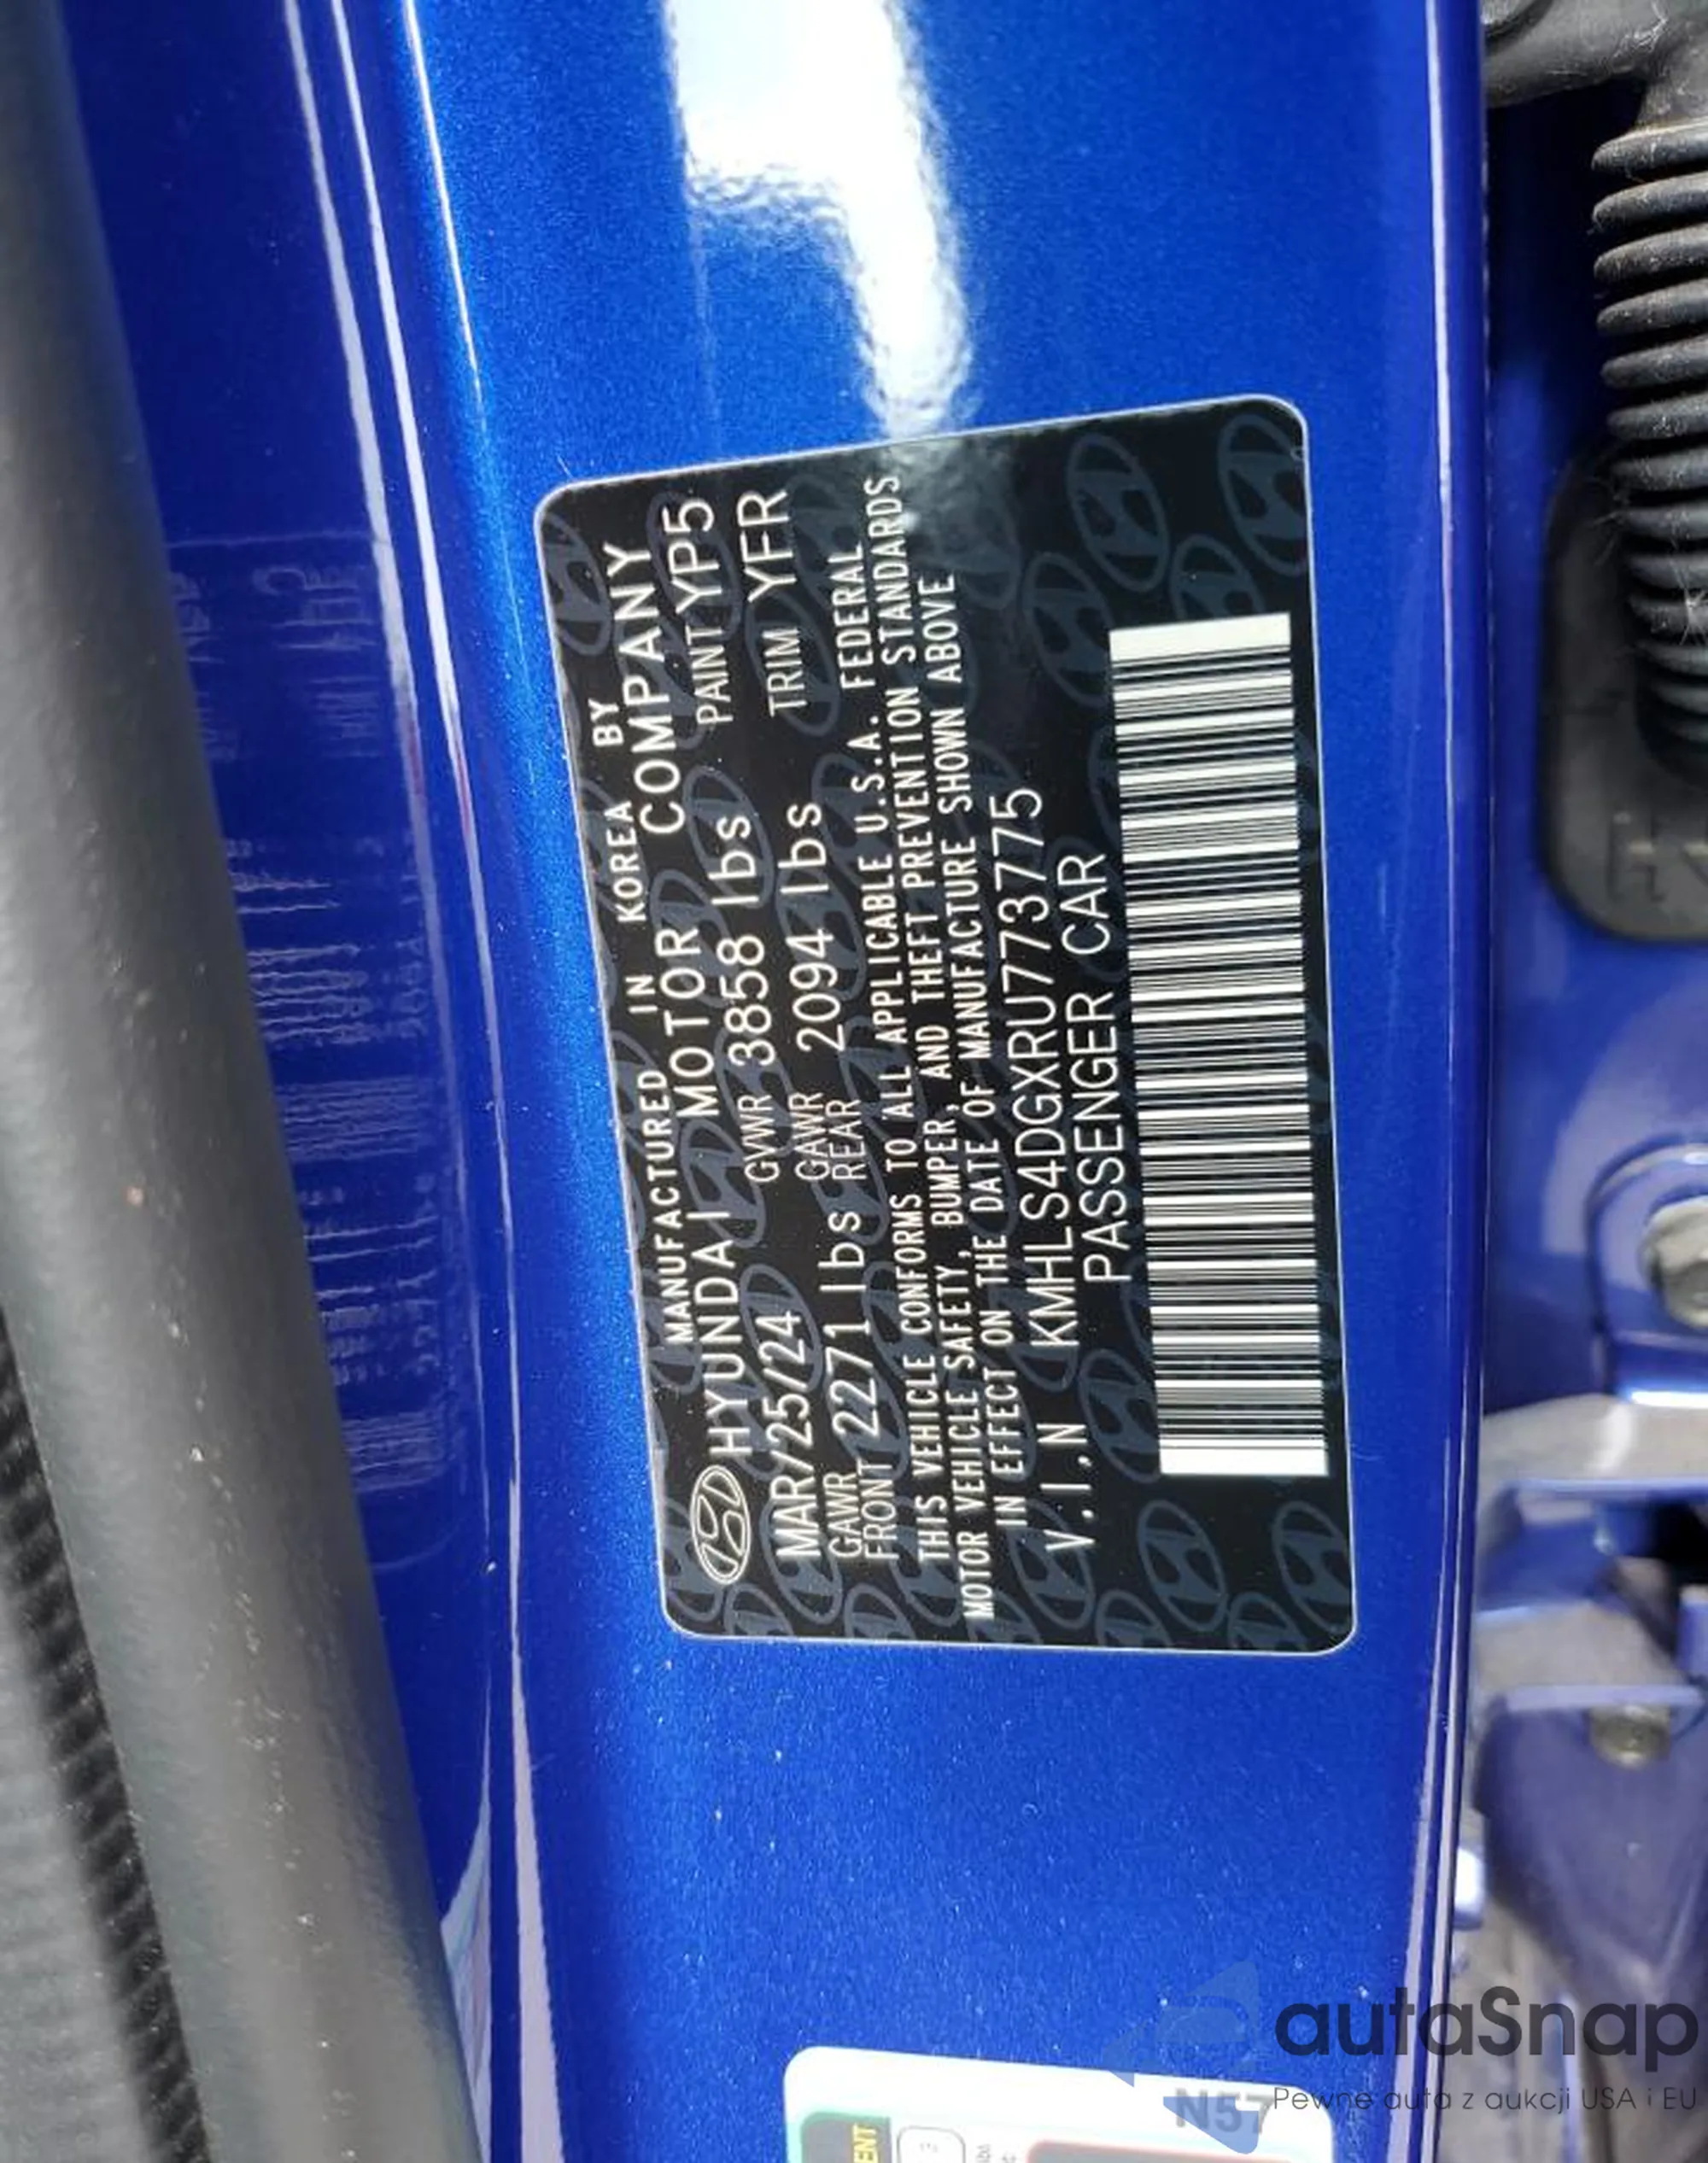 MANUFACTURED IN KOREA BY
HYUNDAI MOTOR COMPANY
MAR/25/24 GVWR 3858 lbs PAINT YP5
GAWR FRONT 2271 lbs GAWR REAR 2094 lbs TRIM YFR
THIS VEHICLE CONFORMS TO ALL APPLICABLE U.S.A. FEDERAL
MOTOR VEHICLE SAFETY, BUMPER, AND THEFT PREVENTION STANDARDS
IN EFFECT ON THE DATE OF MANUFACTURE SHOWN ABOVE
V.I.N KMHLS4DGXRU773775
PASSENGER CAR
N57
autaSnap
Pewne auta z aukcji USA i EU